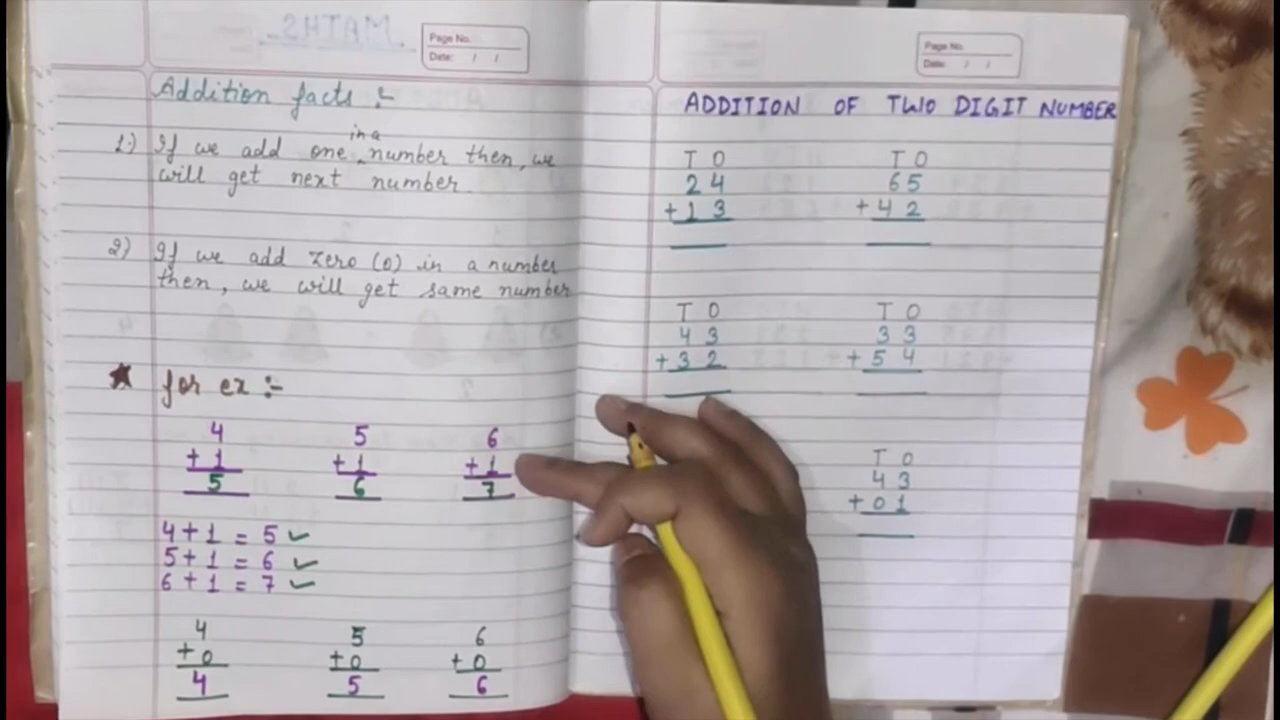 MATHS
Page No.
Date: / /
Addition facts :-
in a
1.) If we add one number then, we
will get next number.
2) If we add zero (0) in a number
then, we will get same number
★ for ex :-
4 5 6
+ 1 + 1 + 1
5 6 7
4 + 1 = 5 ✓
5 + 1 = 6 ✓
6 + 1 = 7 ✓
4 5 6
+ 0 + 0 + 0
4 5 6
Page No.
Date: / /
ADDITION OF TWO DIGIT NUMBER
T O T O
2 4 6 5
+ 1 3 + 4 2
T O T O
4 3 3 3
+ 3 2 + 5 4
T O
4 3
+ 0 1